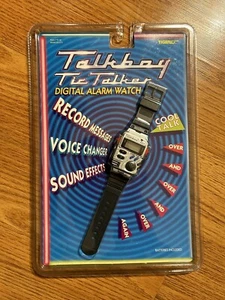 Talkboy
Tic Talker
DIGITAL ALARM WATCH
RECORD MESSAGES
VOICE CHANGER
SOUND EFFECTS
COOL
TALK
OVER
AND
OVER
AND
OVER
AGAIN